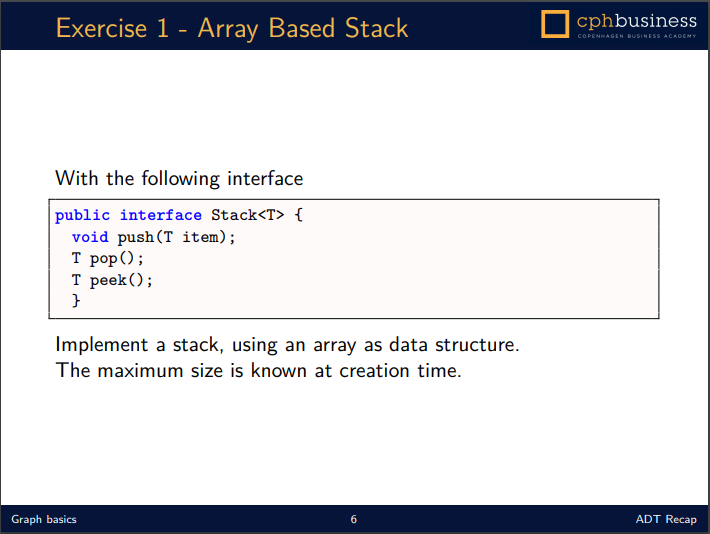 Exercise 1 - Array Based Stack
cphbusiness
COPENHAGEN BUSINESS ACADEMY
With the following interface
public interface Stack<T> {
void push(T item);
T pop();
T peek();
}
Implement a stack, using an array as data structure.
The maximum size is known at creation time.
Graph basics
6
ADT Recap